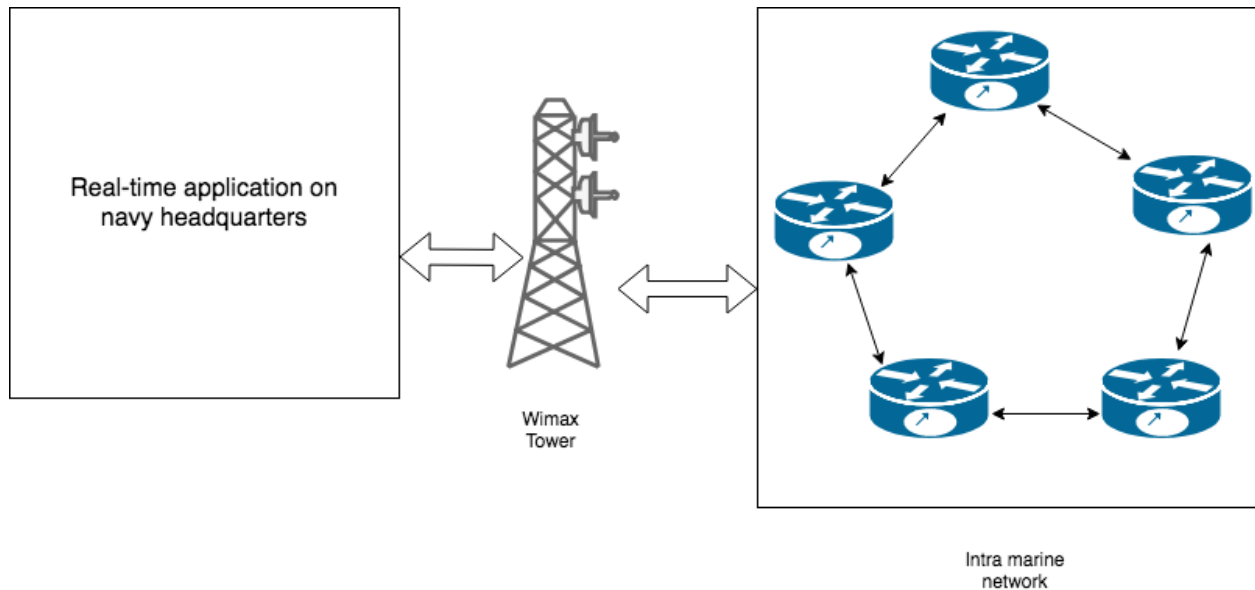 Real-time application on
navy headquarters
Wimax
Tower
Intra marine
network